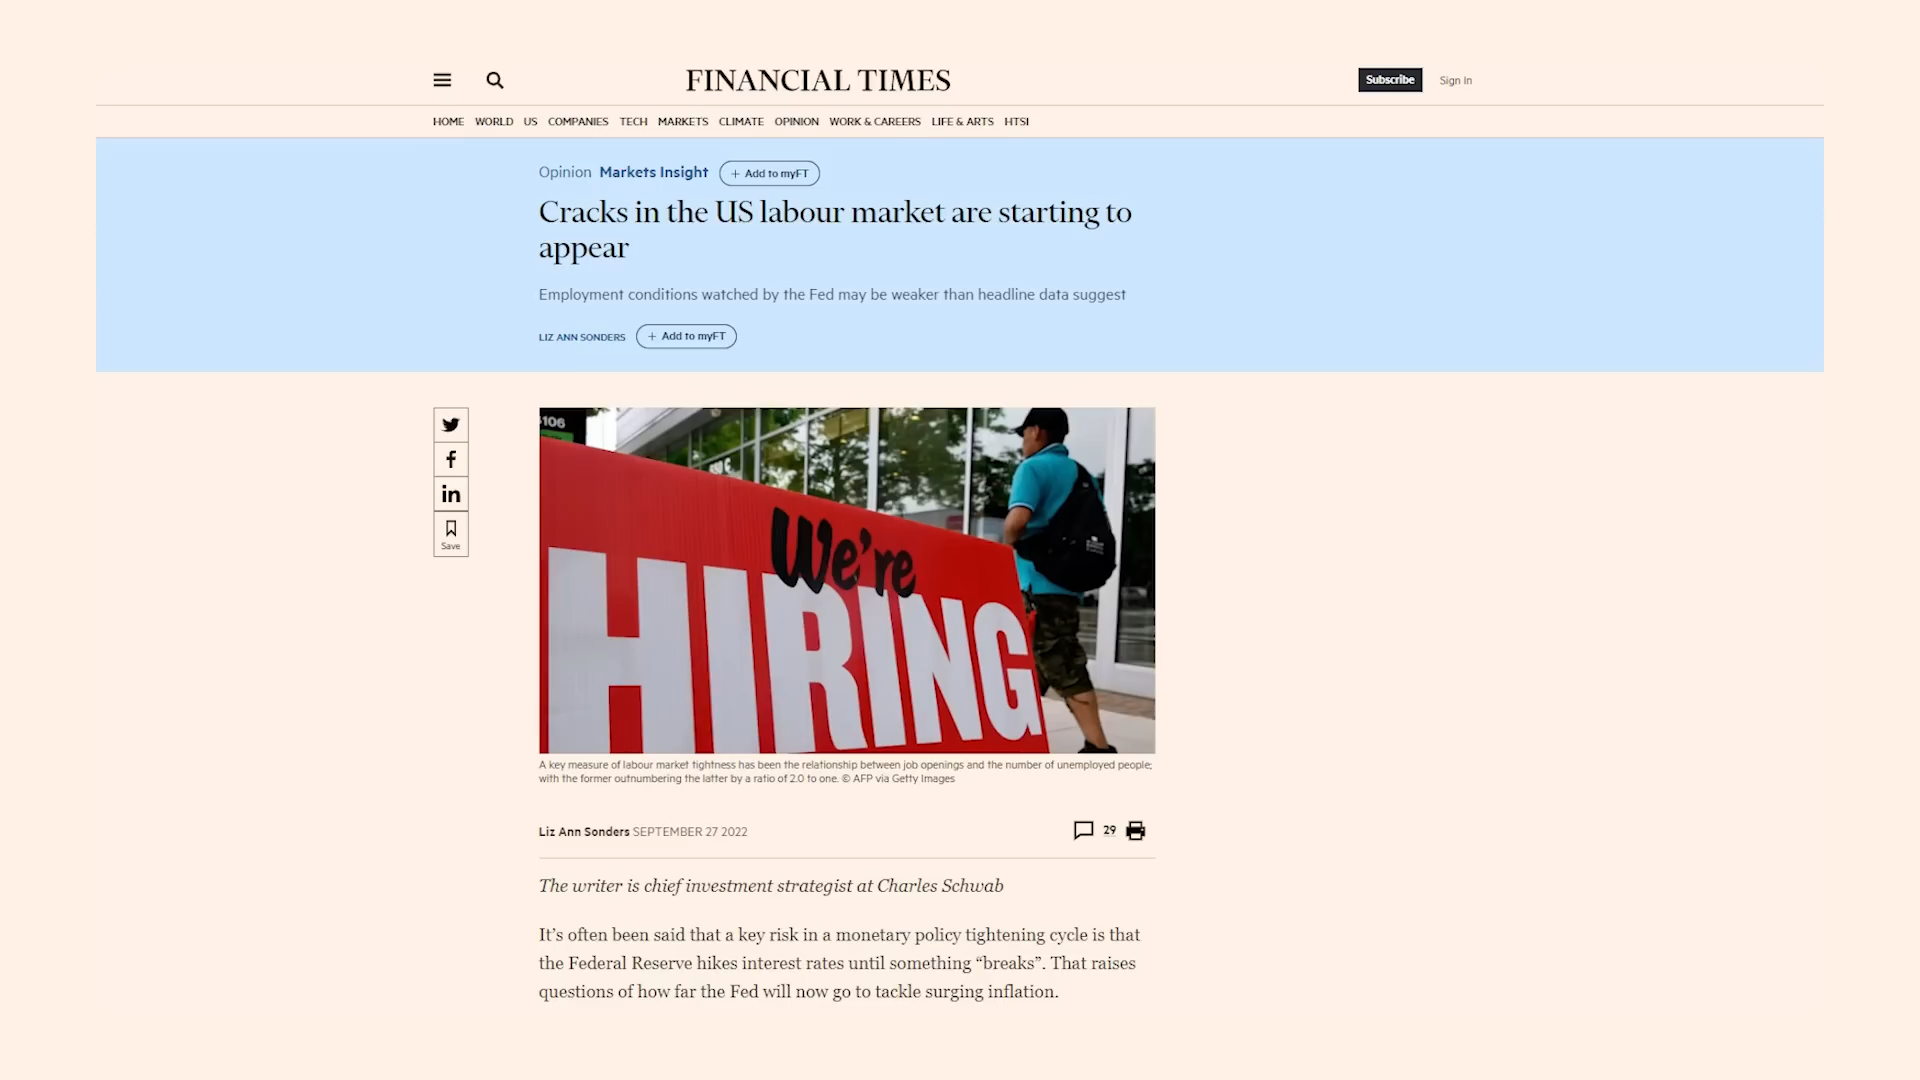 FINANCIAL TIMES
Subscribe
Sign In
HOME WORLD US COMPANIES TECH MARKETS CLIMATE OPINION WORK & CAREERS LIFE & ARTS HTSI
Opinion Markets Insight + Add to myFT
Cracks in the US labour market are starting to
appear
Employment conditions watched by the Fed may be weaker than headline data suggest
LIZ ANN SONDERS + Add to myFT
Save
106
We're
HIRING
A key measure of labour market tightness has been the relationship between job openings and the number of unemployed people;
with the former outnumbering the latter by a ratio of 2.0 to one. © AFP via Getty Images
Liz Ann Sonders SEPTEMBER 27 2022
29
The writer is chief investment strategist at Charles Schwab
It's often been said that a key risk in a monetary policy tightening cycle is that
the Federal Reserve hikes interest rates until something “breaks”. That raises
questions of how far the Fed will now go to tackle surging inflation.